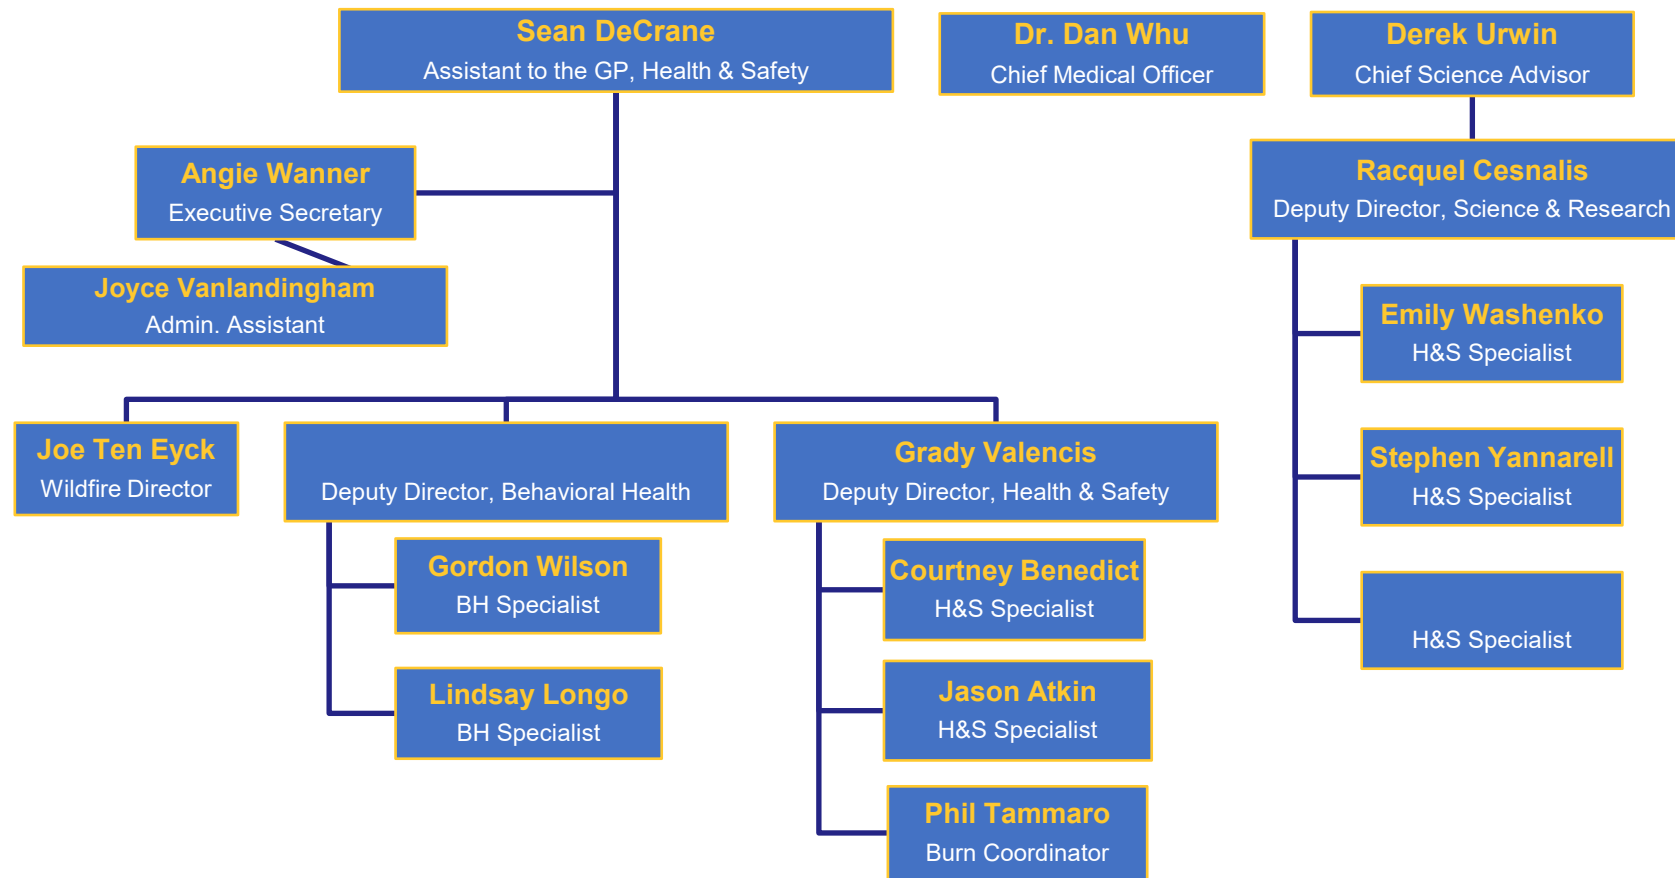 Sean DeCrane
Assistant to the GP, Health & Safety
Dr. Dan Whu
Chief Medical Officer
Derek Urwin
Chief Science Advisor
Angie Wanner
Executive Secretary
Racquel Cesnalis
Deputy Director, Science & Research
Joyce Vanlandingham
Admin. Assistant
Emily Washenko
H&S Specialist
Joe Ten Eyck
Wildfire Director
Deputy Director, Behavioral Health
Grady Valencis
Deputy Director, Health & Safety
Stephen Yannarell
H&S Specialist
Gordon Wilson
BH Specialist
Courtney Benedict
H&S Specialist
H&S Specialist
Lindsay Longo
BH Specialist
Jason Atkin
H&S Specialist
Phil Tammaro
Burn Coordinator